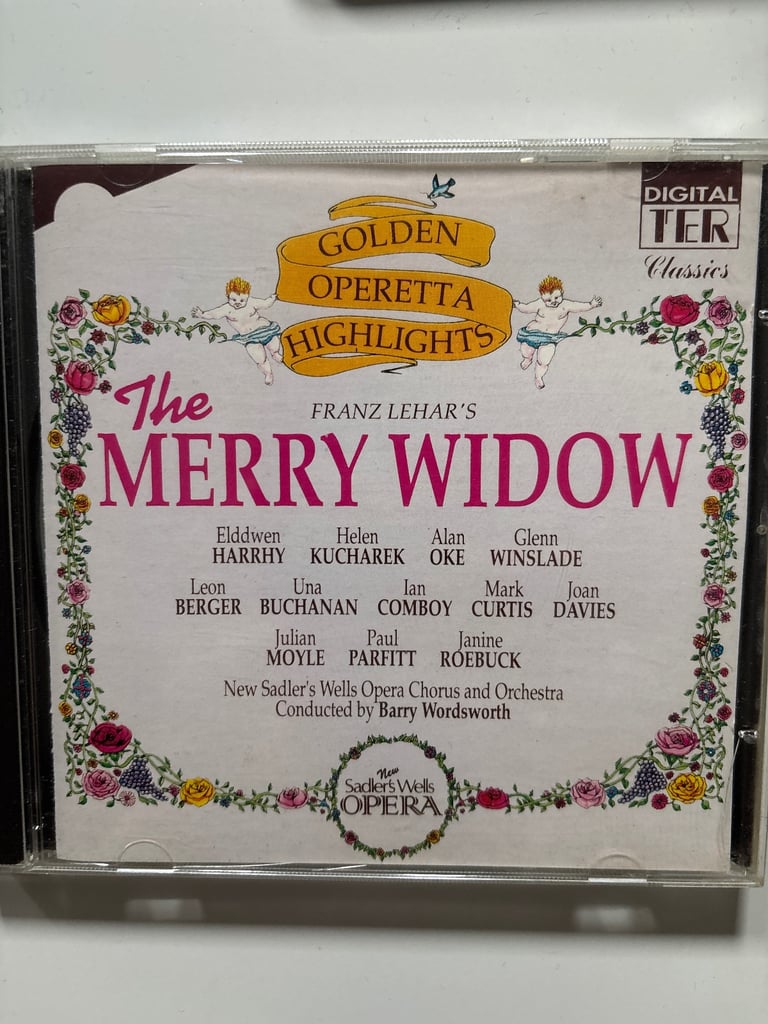 DIGITAL
TER
Classics
GOLDEN
OPERETTA
HIGHLIGHTS
FRANZ LEHAR'S
The
MERRY WIDOW
Elddwen Helen Alan Glenn
HARRHY KUCHAREK OKE WINSLADE
Leon Una Ian Mark Joan
BERGER BUCHANAN COMBOY CURTIS DAVIES
Julian Paul Janine
MOYLE PARFITT ROEBUCK
New Sadler's Wells Opera Chorus and Orchestra
Conducted by Barry Wordsworth
New
Sadler's Wells
OPERA